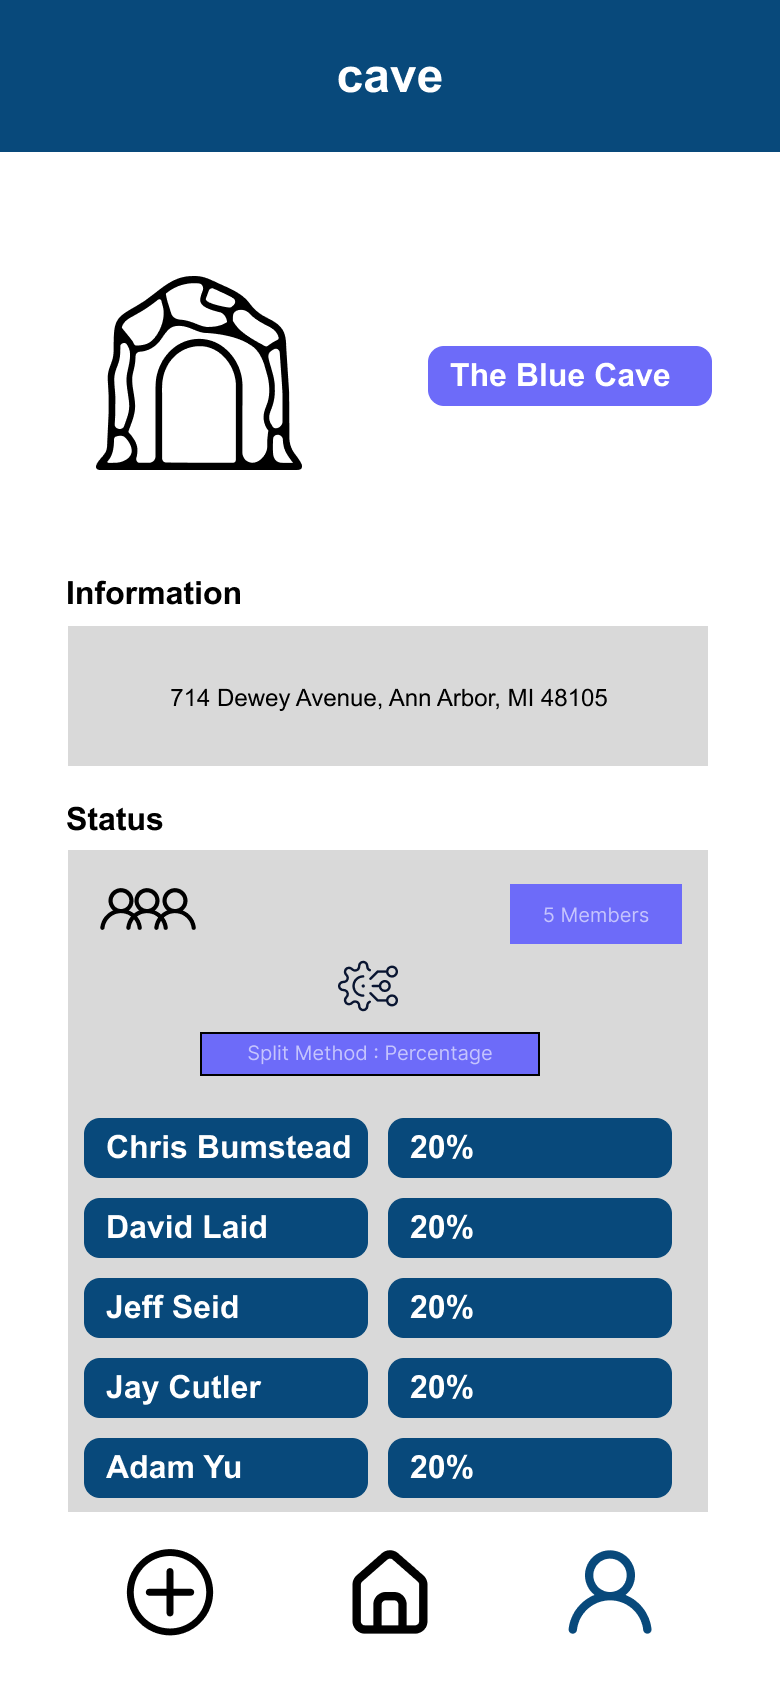 cave
The Blue Cave
Information
714 Dewey Avenue, Ann Arbor, MI 48105
Status
5 Members
Split Method : Percentage
Chris Bumstead 20%
David Laid 20%
Jeff Seid 20%
Jay Cutler 20%
Adam Yu 20%